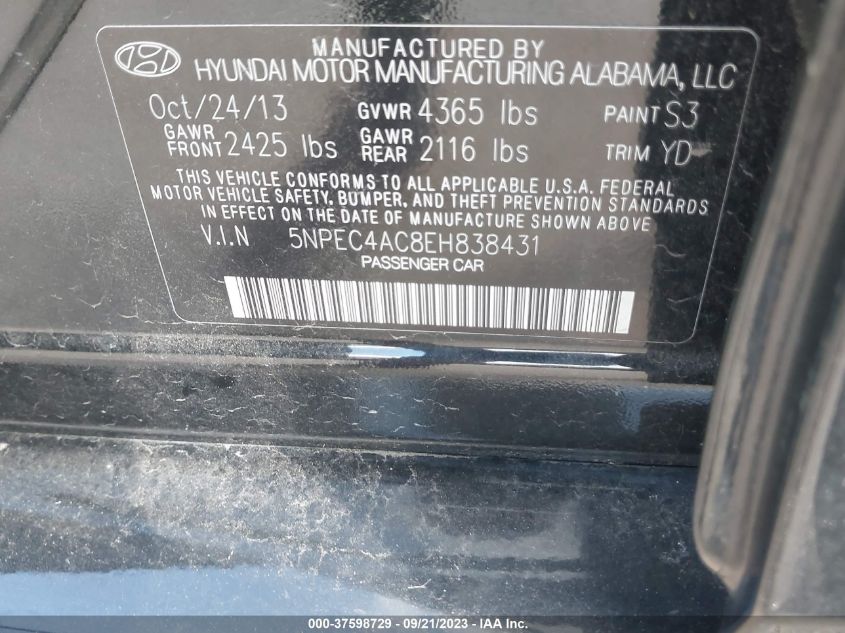 MANUFACTURED BY
HYUNDAI MOTOR MANUFACTURING ALABAMA, LLC
Oct/24/13 GVWR 4365 lbs PAINT S3
GAWR FRONT 2425 lbs GAWR REAR 2116 lbs TRIM YD
THIS VEHICLE CONFORMS TO ALL APPLICABLE U.S.A. FEDERAL
MOTOR VEHICLE SAFETY, BUMPER, AND THEFT PREVENTION STANDARDS
IN EFFECT ON THE DATE OF MANUFACTURE SHOWN ABOVE
V.I.N 5NPEC4AC8EH838431
PASSENGER CAR
000-37598729 - 09/21/2023 - IAA Inc.